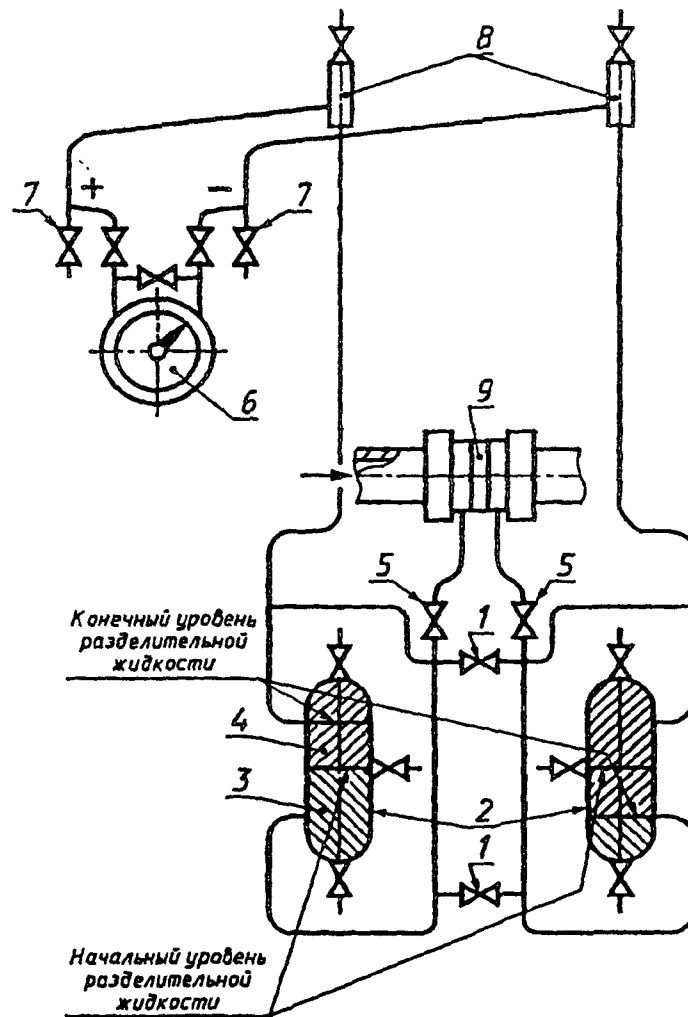 8
7
+
−
7
6
9
5
5
1
Конечный уровень
разделительной
жидкости
4
3
2
1
Начальный уровень
разделительной
жидкости